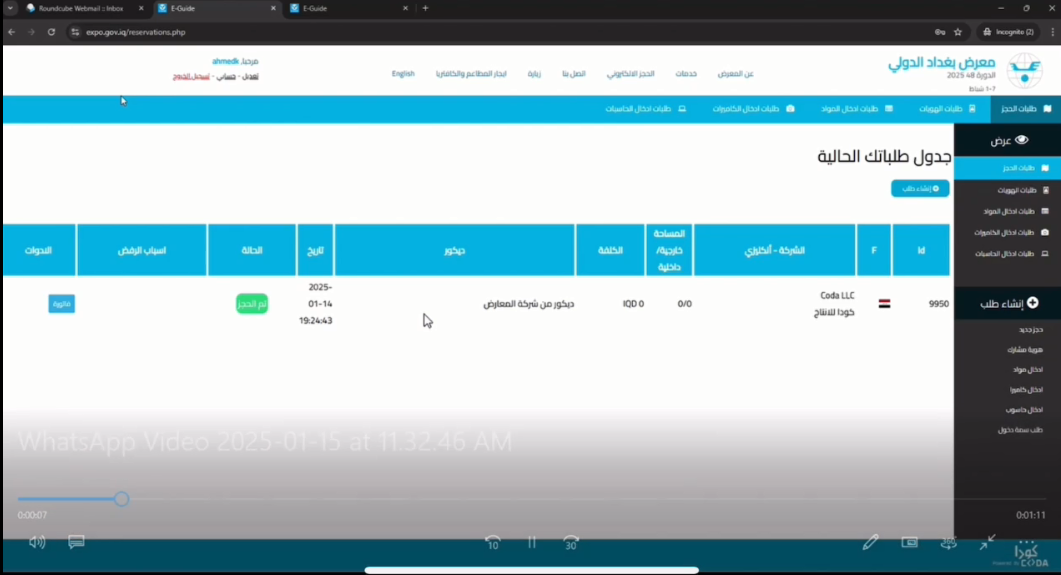 Roundcube Webmail :: Inbox
E-Guide
E-Guide
expo.gov.iq/reservations.php
Incognito (2)
معرض بغداد الدولي
الدورة 48 2025
1-7 شباط
عن المعرض
خدمات
الحجز الالكتروني
اتصل بنا
زيارة
ايجار المطاعم والكافتريا
English
مرحبا, ahmedk
تعديل - حسابي - تسجيل الخروج
طلبات الحجز
طلبات الهويات
طلبات ادخال المواد
طلبات ادخال الكاميرات
طلبات ادخال الحاسبات
عرض
طلبات الحجز
طلبات الهويات
طلبات ادخال المواد
طلبات ادخال الكاميرات
طلبات ادخال الحاسبات
إنشاء طلب
حجز جديد
هوية مشارك
ادخال مواد
ادخال كاميرا
ادخال حاسوب
طلب سمة دخول
جدول طلباتك الحالية
إنشاء طلب
Id
F
الشركة - أنكليزي
المساحة
خارجية/
داخلية
الكلفة
ديكور
تاريخ
الحالة
اسباب الرفض
الادوات
9950
Coda LLC
كودا للانتاج
0/0
IQD 0
ديكور من شركة المعارض
2025-
01-14
19:24:43
تم الحجز
فاتورة
WhatsApp Video 2025-01-15 at 11.32.46 AM
0:00:07
0:01:11
10
30
كودا
Powered By CODA